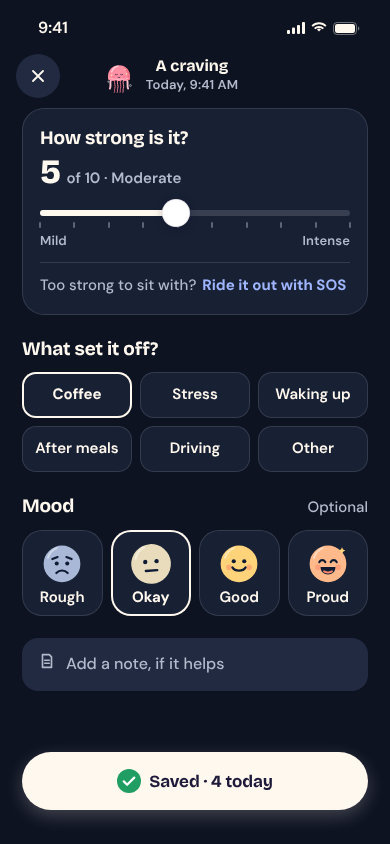 9:41
A craving
Today, 9:41 AM
How strong is it?
5 of 10 · Moderate
Mild Intense
Too strong to sit with? Ride it out with SOS
What set it off?
Coffee Stress Waking up
After meals Driving Other
Mood Optional
Rough Okay Good Proud
Add a note, if it helps
Saved · 4 today